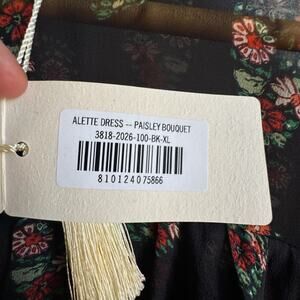 ALETTE DRESS -- PAISLEY BOUQUET
3818-2026-100-BK-XL
810124075866